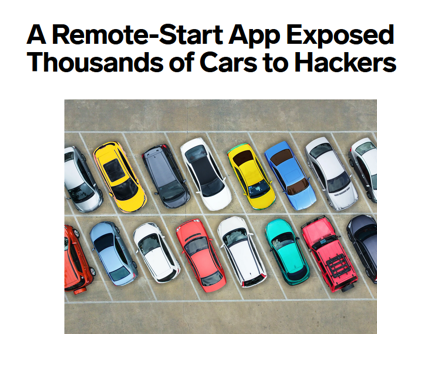 A Remote-Start App Exposed
Thousands of Cars to Hackers